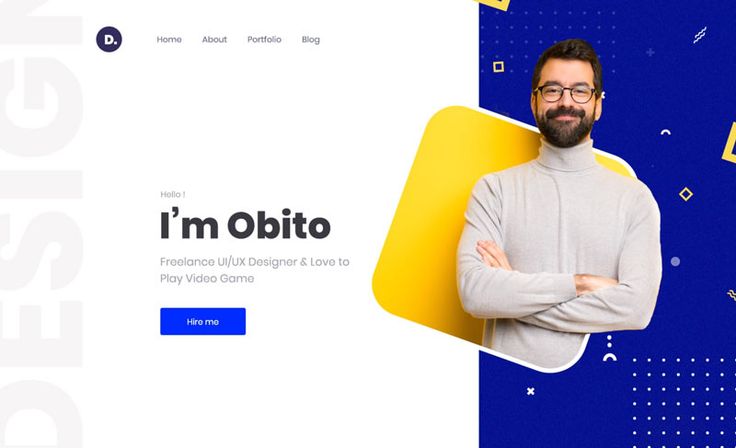 D.
Home
About
Portfolio
Blog
DESIGN
Hello !
I'm Obito
Freelance UI/UX Designer & Love to
Play Video Game
Hire me